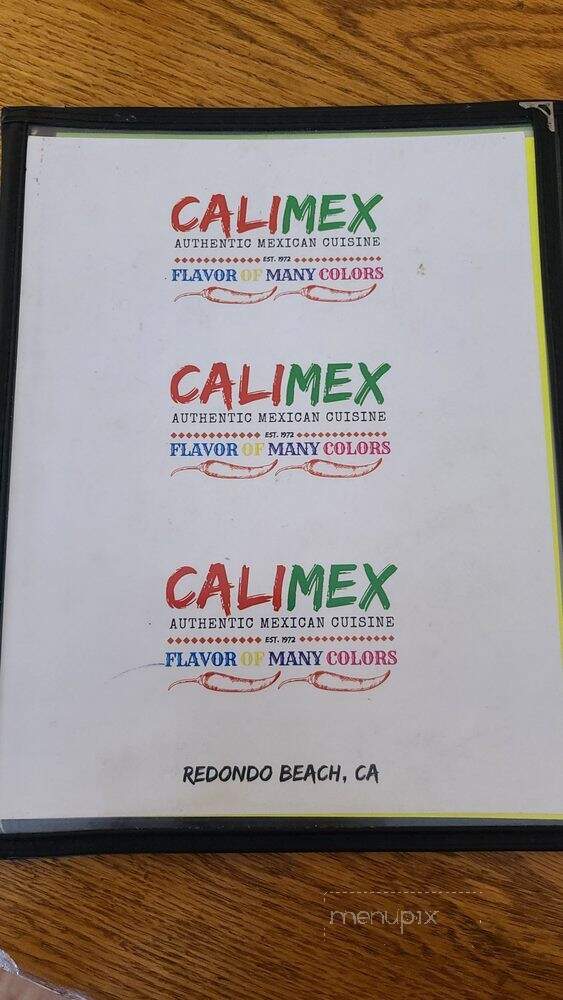 CALIMEX
AUTHENTIC MEXICAN CUISINE
EST. 1972
FLAVOR OF MANY COLORS
CALIMEX
AUTHENTIC MEXICAN CUISINE
EST. 1972
FLAVOR OF MANY COLORS
CALIMEX
AUTHENTIC MEXICAN CUISINE
EST. 1972
FLAVOR OF MANY COLORS
REDONDO BEACH, CA
menupix